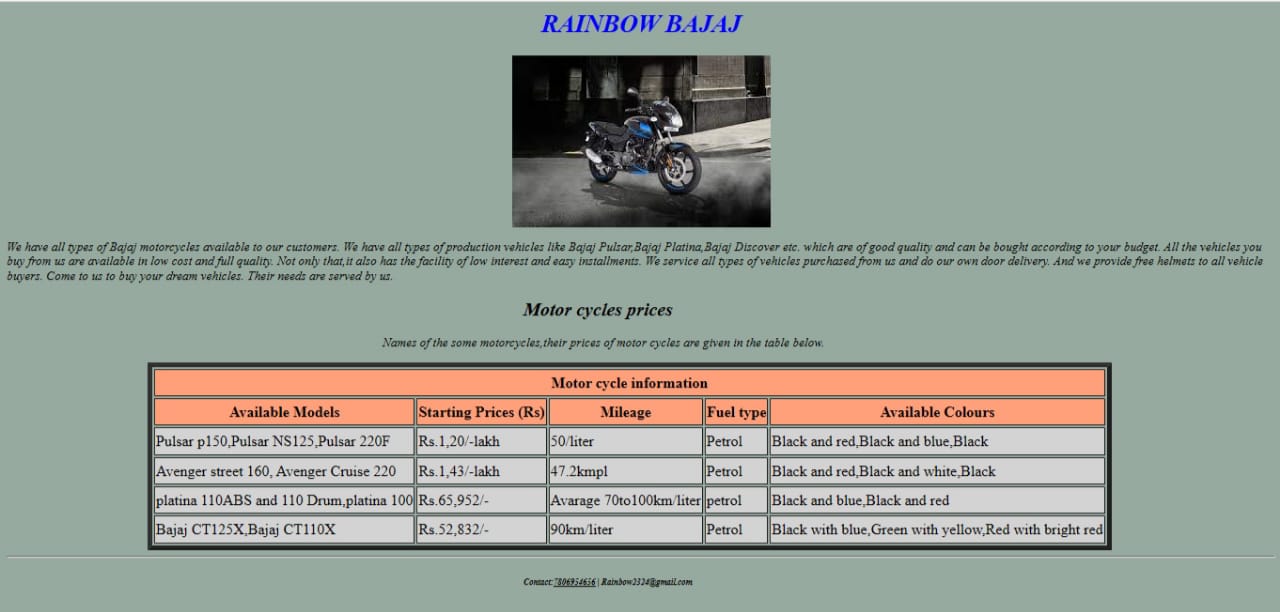 RAINBOW BAJAJ
We have all types of Bajaj motorcycles available to our customers. We have all types of production vehicles like Bajaj Pulsar,Bajaj Platina,Bajaj Discover etc. which are of good quality and can be bought according to your budget. All the vehicles you
buy from us are available in low cost and full quality. Not only that,it also has the facility of low interest and easy installments. We service all types of vehicles purchased from us and do our own door delivery. And we provide free helmets to all vehicle
buyers. Come to us to buy your dream vehicles. Their needs are served by us.
Motor cycles prices
Names of the some motorcycles,their prices of motor cycles are given in the table below.
Motor cycle information
Available Models Starting Prices (Rs) Mileage Fuel type Available Colours
Pulsar p150,Pulsar NS125,Pulsar 220F Rs.1,20/-lakh 50/liter Petrol Black and red,Black and blue,Black
Avenger street 160, Avenger Cruise 220 Rs.1,43/-lakh 47.2kmpl Petrol Black and red,Black and white,Black
platina 110ABS and 110 Drum,platina 100 Rs.65,952/- Avarage 70to100km/liter petrol Black and blue,Black and red
Bajaj CT125X,Bajaj CT110X Rs.52,832/- 90km/liter Petrol Black with blue,Green with yellow,Red with bright red
Contact:7806954656 | Rainbow2324@gmail.com